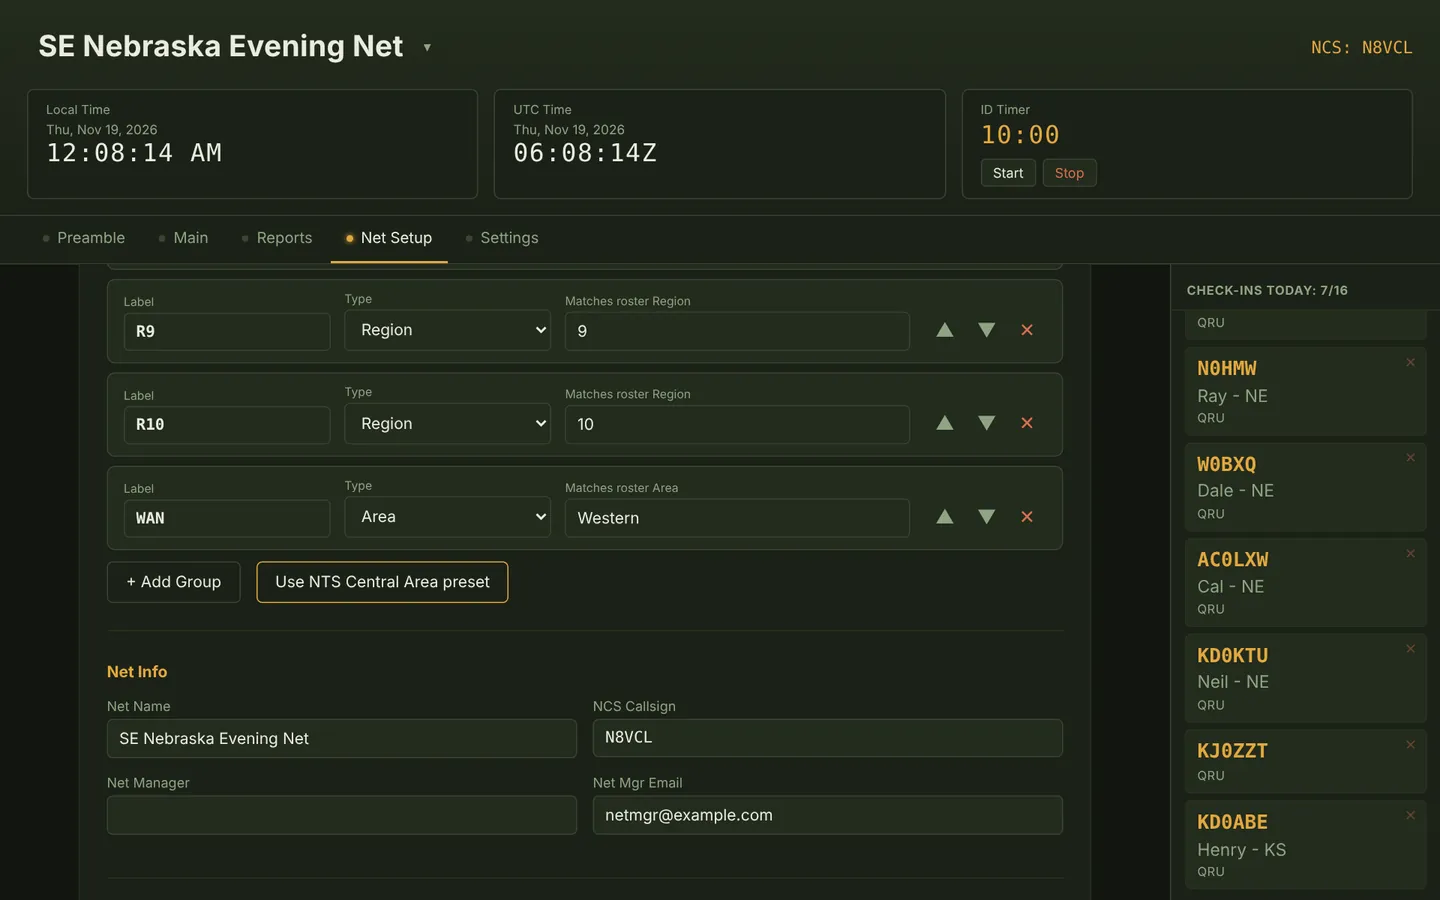 SE Nebraska Evening Net ▼
NCS: N8VCL
Local Time
Thu, Nov 19, 2026
12:08:14 AM
UTC Time
Thu, Nov 19, 2026
06:08:14Z
ID Timer
10:00
Start
Stop
Preamble
Main
Reports
Net Setup
Settings
Label
R9
Type
Region
Matches roster Region
9
Label
R10
Type
Region
Matches roster Region
10
Label
WAN
Type
Area
Matches roster Area
Western
+ Add Group
Use NTS Central Area preset
Net Info
Net Name
SE Nebraska Evening Net
NCS Callsign
N8VCL
Net Manager
Net Mgr Email
netmgr@example.com
CHECK-INS TODAY: 7/16
QRU
N0HMW
Ray - NE
QRU
W0BXQ
Dale - NE
QRU
AC0LXW
Cal - NE
QRU
KD0KTU
Neil - NE
QRU
KJ0ZZT
QRU
KD0ABE
Henry - KS
QRU